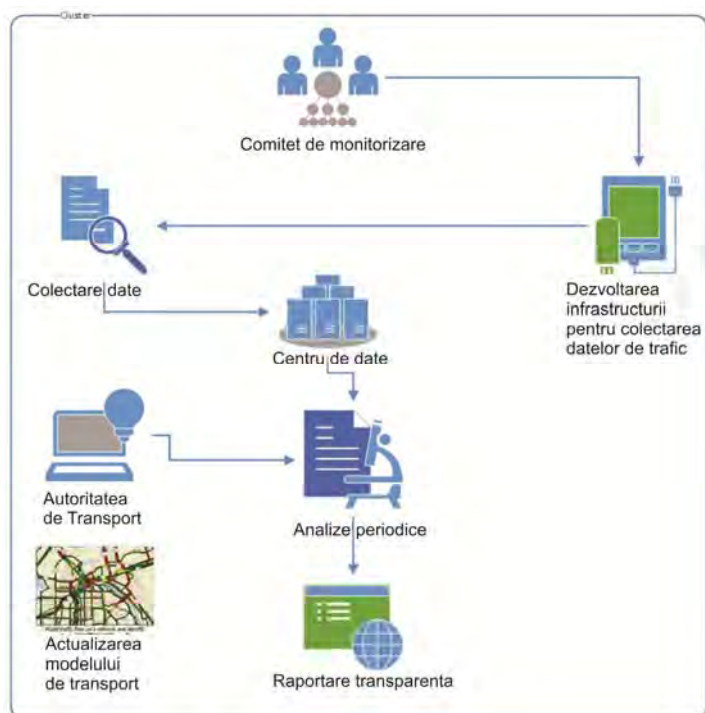 Cluster
Comitet de monitorizare
Colectare date
Dezvoltarea
infrastructurii
pentru colectarea
datelor de trafic
Centru de date
Autoritatea
de Transport
Analize periodice
Actualizarea
modelului
de transport
Raportare transparenta